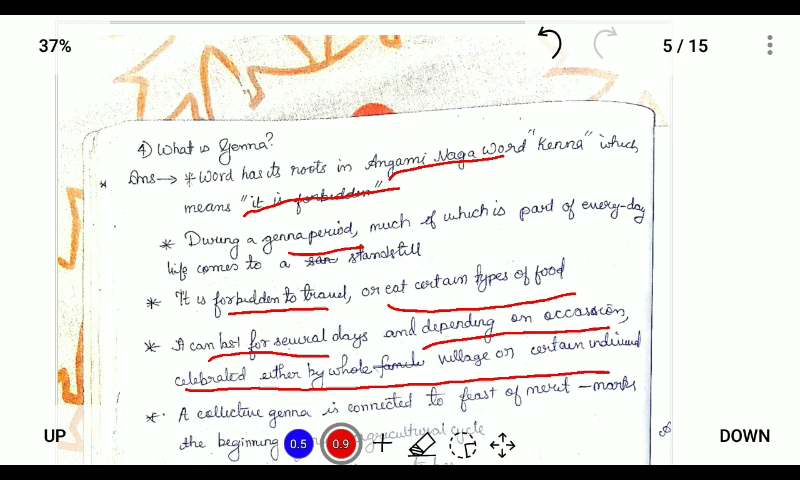 37%
5 / 15
4) What is Genna?
Ans → * Word has its roots in Angami Naga word "Kenna" which
means "it is forbidden"
* During a genna period, much of which is part of every-day
life comes to a standstill
* It is forbidden to travel, or eat certain types of food
* It can last for several days and depending on occassion,
celebrated either by whole village or certain individual
* A collective genna is connected to feast of merit – marks
the beginning agricultural cycle
UP
0.5
0.9
DOWN